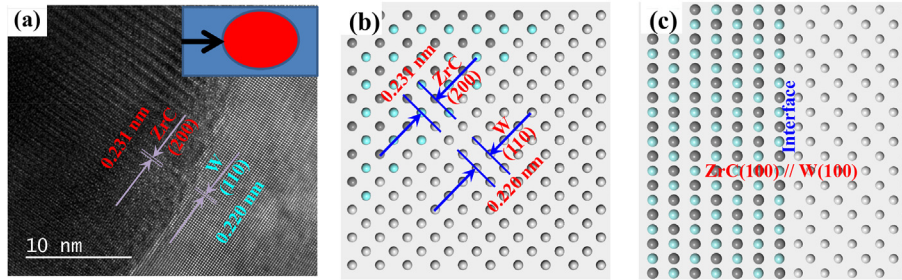 (a)
0.231 nm
ZrC
(200)
W
(110)
0.220 nm
10 nm
(b)
0.231 nm
ZrC
(200)
W
(110)
0.220 nm
(c)
Interface
ZrC(100) // W(100)